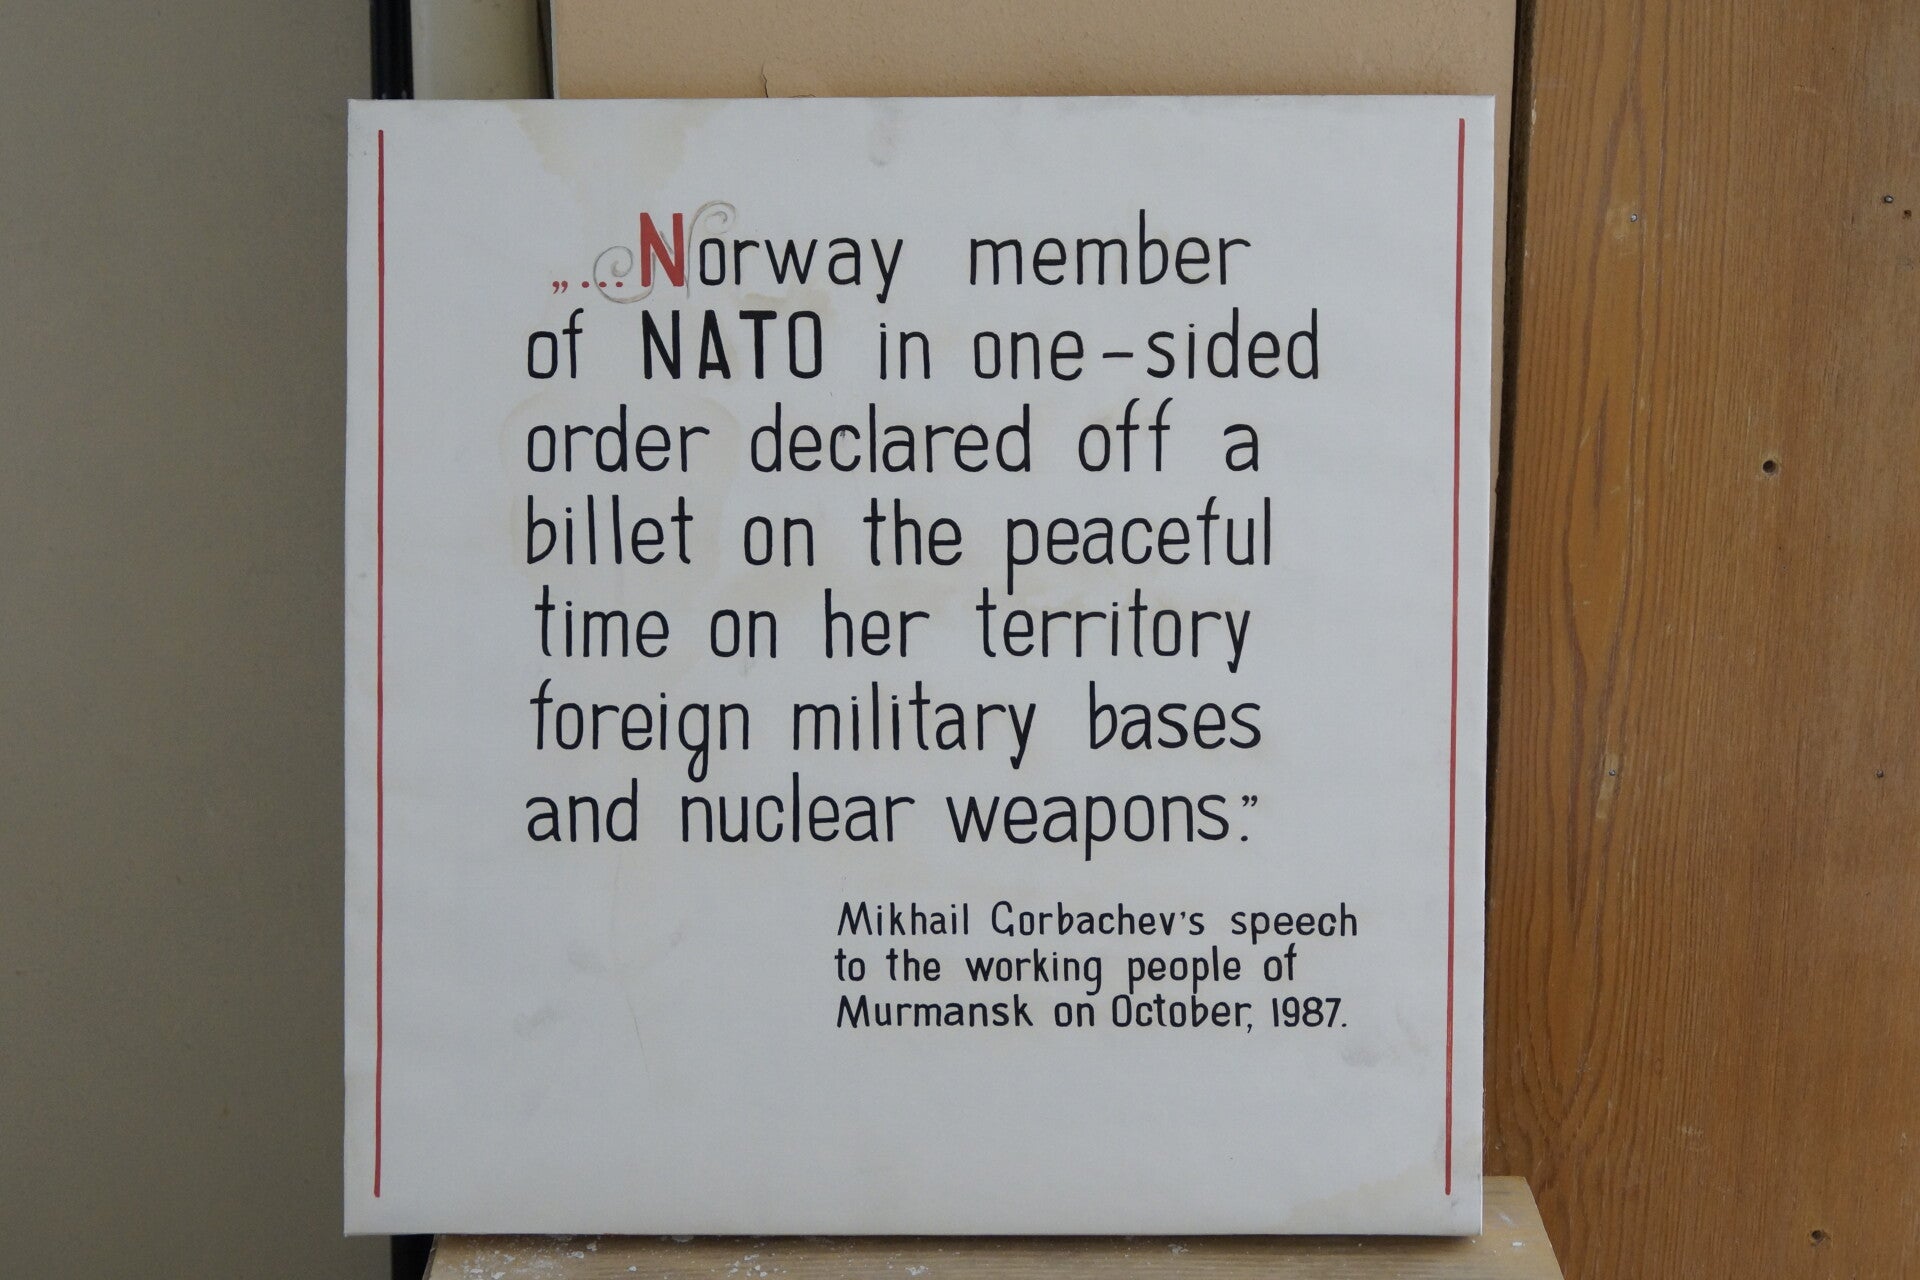 „...Norway member
of NATO in one-sided
order declared off a
billet on the peaceful
time on her territory
foreign military bases
and nuclear weapons.”
Mikhail Gorbachev's speech
to the working people of
Murmansk on October, 1987.